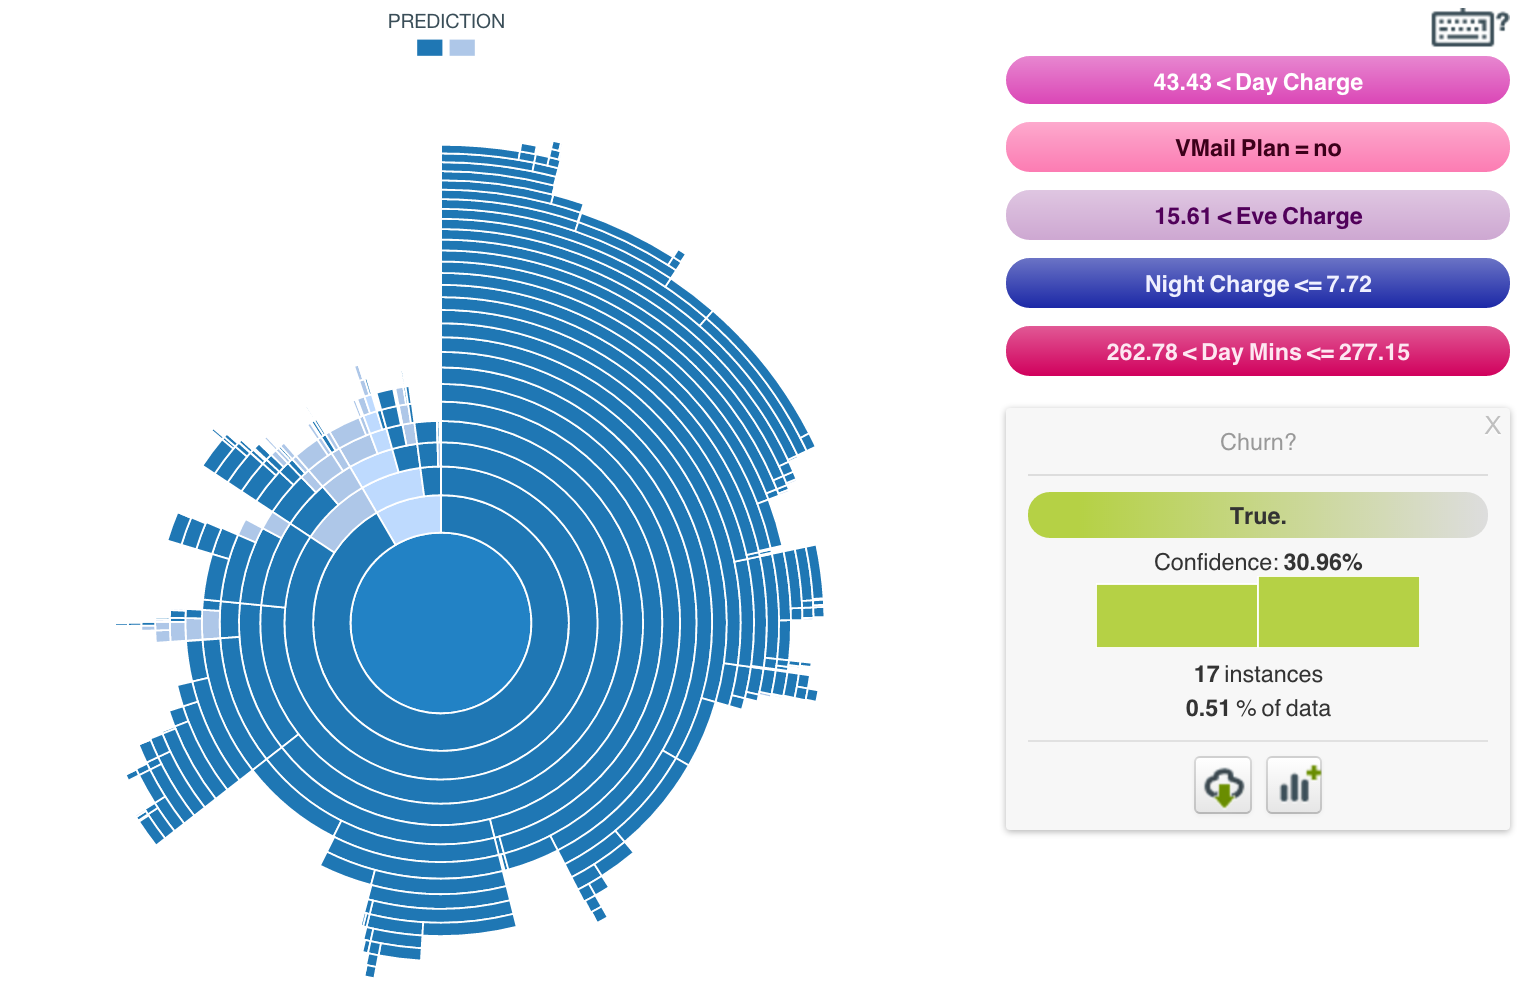 PREDICTION
?
43.43 < Day Charge
VMail Plan = no
15.61 < Eve Charge
Night Charge <= 7.72
262.78 < Day Mins <= 277.15
X
Churn?
True.
Confidence: 30.96%
17 instances
0.51 % of data